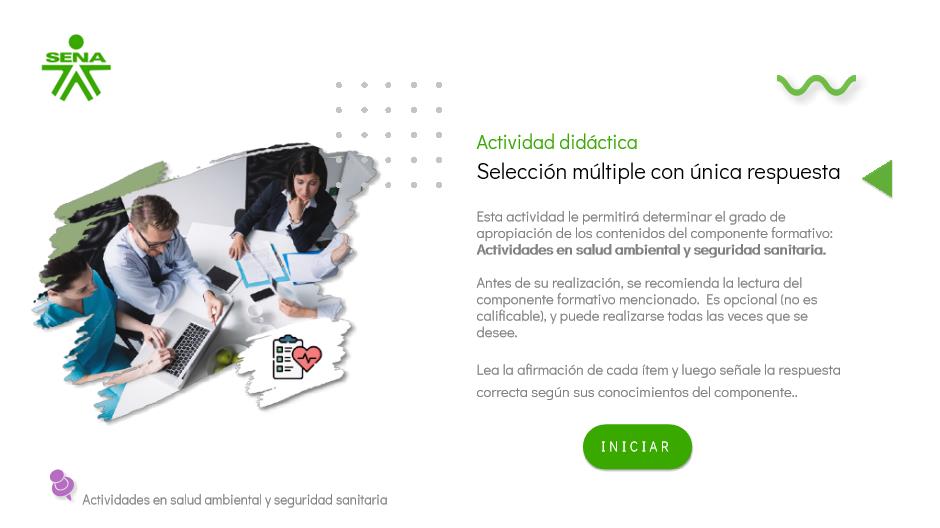 SENA
Actividad didáctica
Selección múltiple con única respuesta
Esta actividad le permitirá determinar el grado de
apropiación de los contenidos del componente formativo:
Actividades en salud ambiental y seguridad sanitaria.
Antes de su realización, se recomienda la lectura del
componente formativo mencionado. Es opcional (no es
calificable), y puede realizarse todas las veces que se
desee.
Lea la afirmación de cada ítem y luego señale la respuesta
correcta según sus conocimientos del componente..
INICIAR
Actividades en salud ambiental y seguridad sanitaria